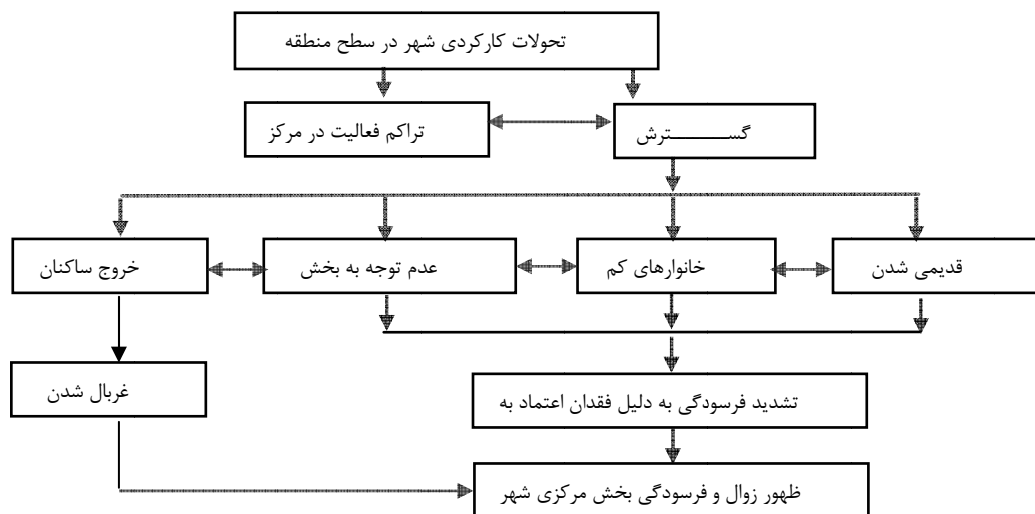 تحولات کارکردی شهر در سطح منطقه
گســـــــــــترش
تراکم فعالیت در مرکز
قدیمی شدن
خانوارهای کم
عدم توجه به بخش
خروج ساکنان
غربال شدن
تشدید فرسودگی به دلیل فقدان اعتماد به
ظهور زوال و فرسودگی بخش مرکزی شهر